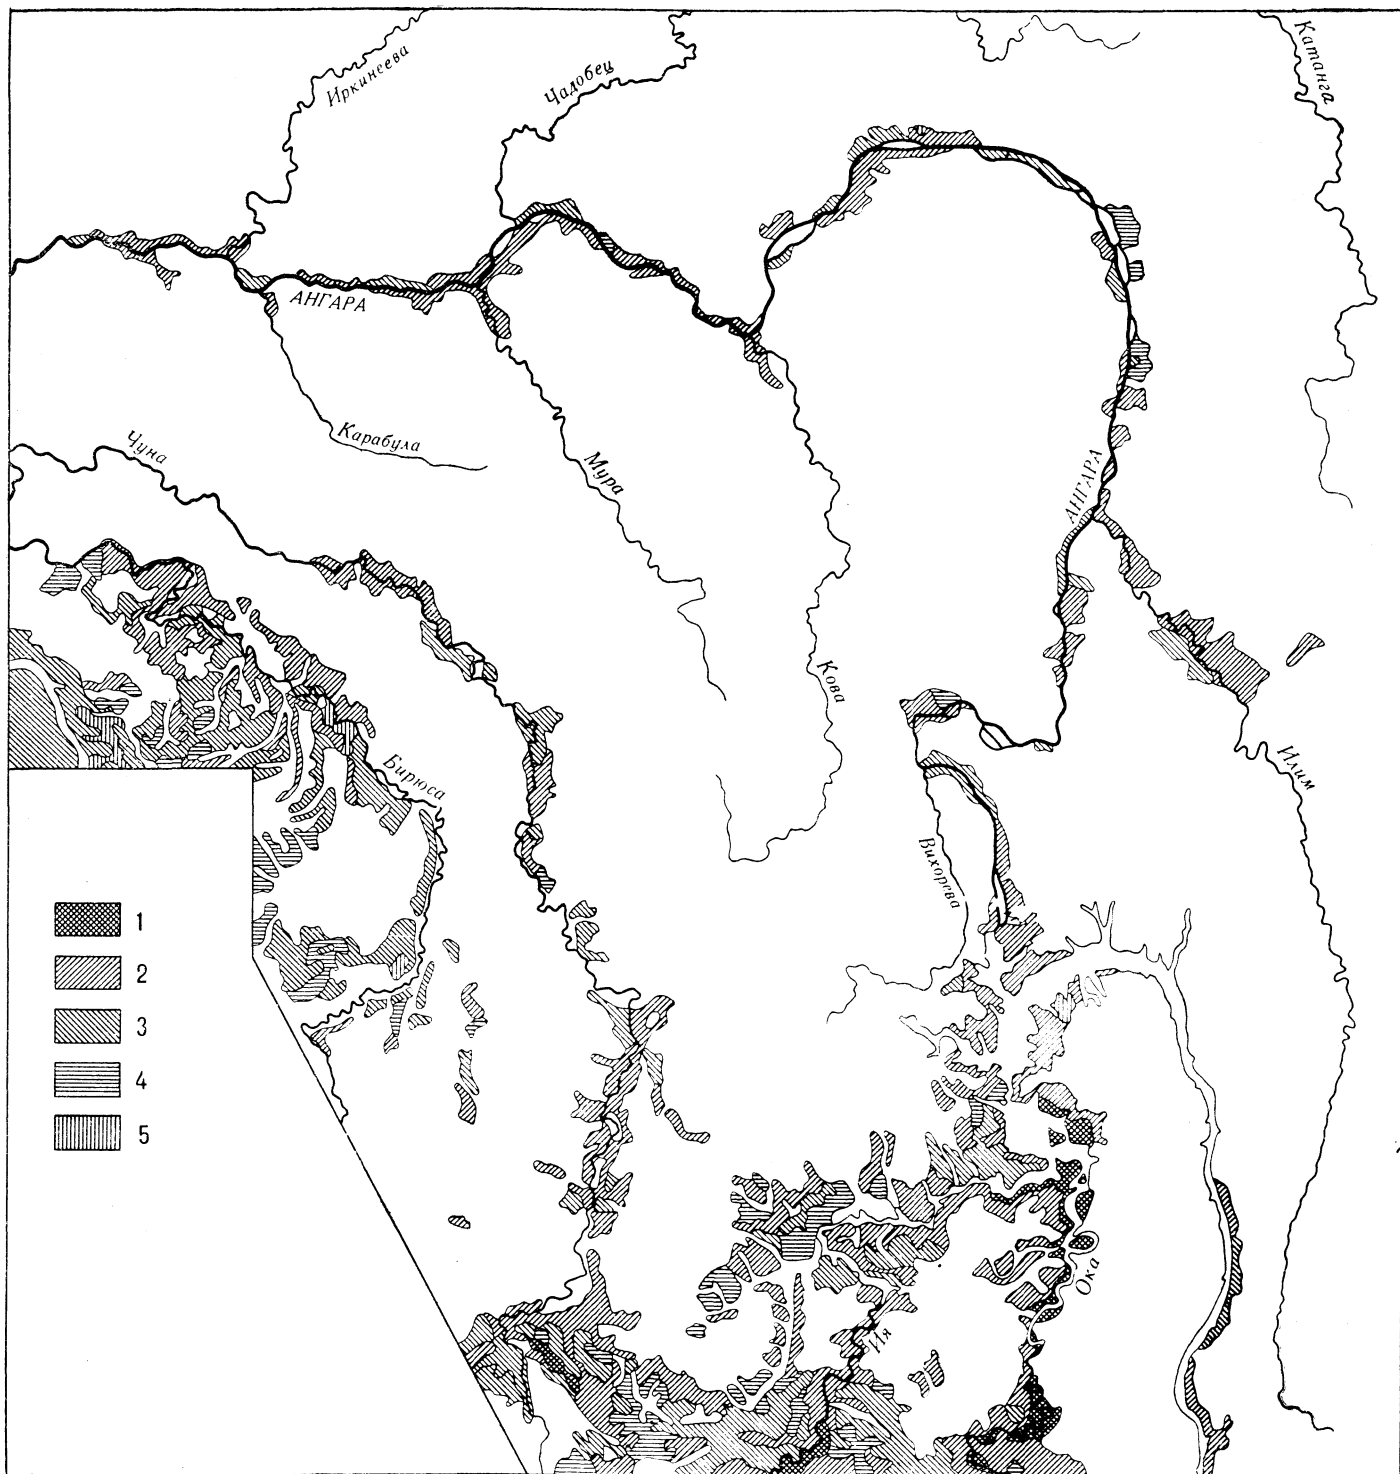 Иркинеева
Чадобец
Катанга
АНГАРА
Карабула
Чуна
Мура
АНГАРА
Кова
Бирюса
Илим
Вихорева
1
2
3
4
5
Ока
Ия